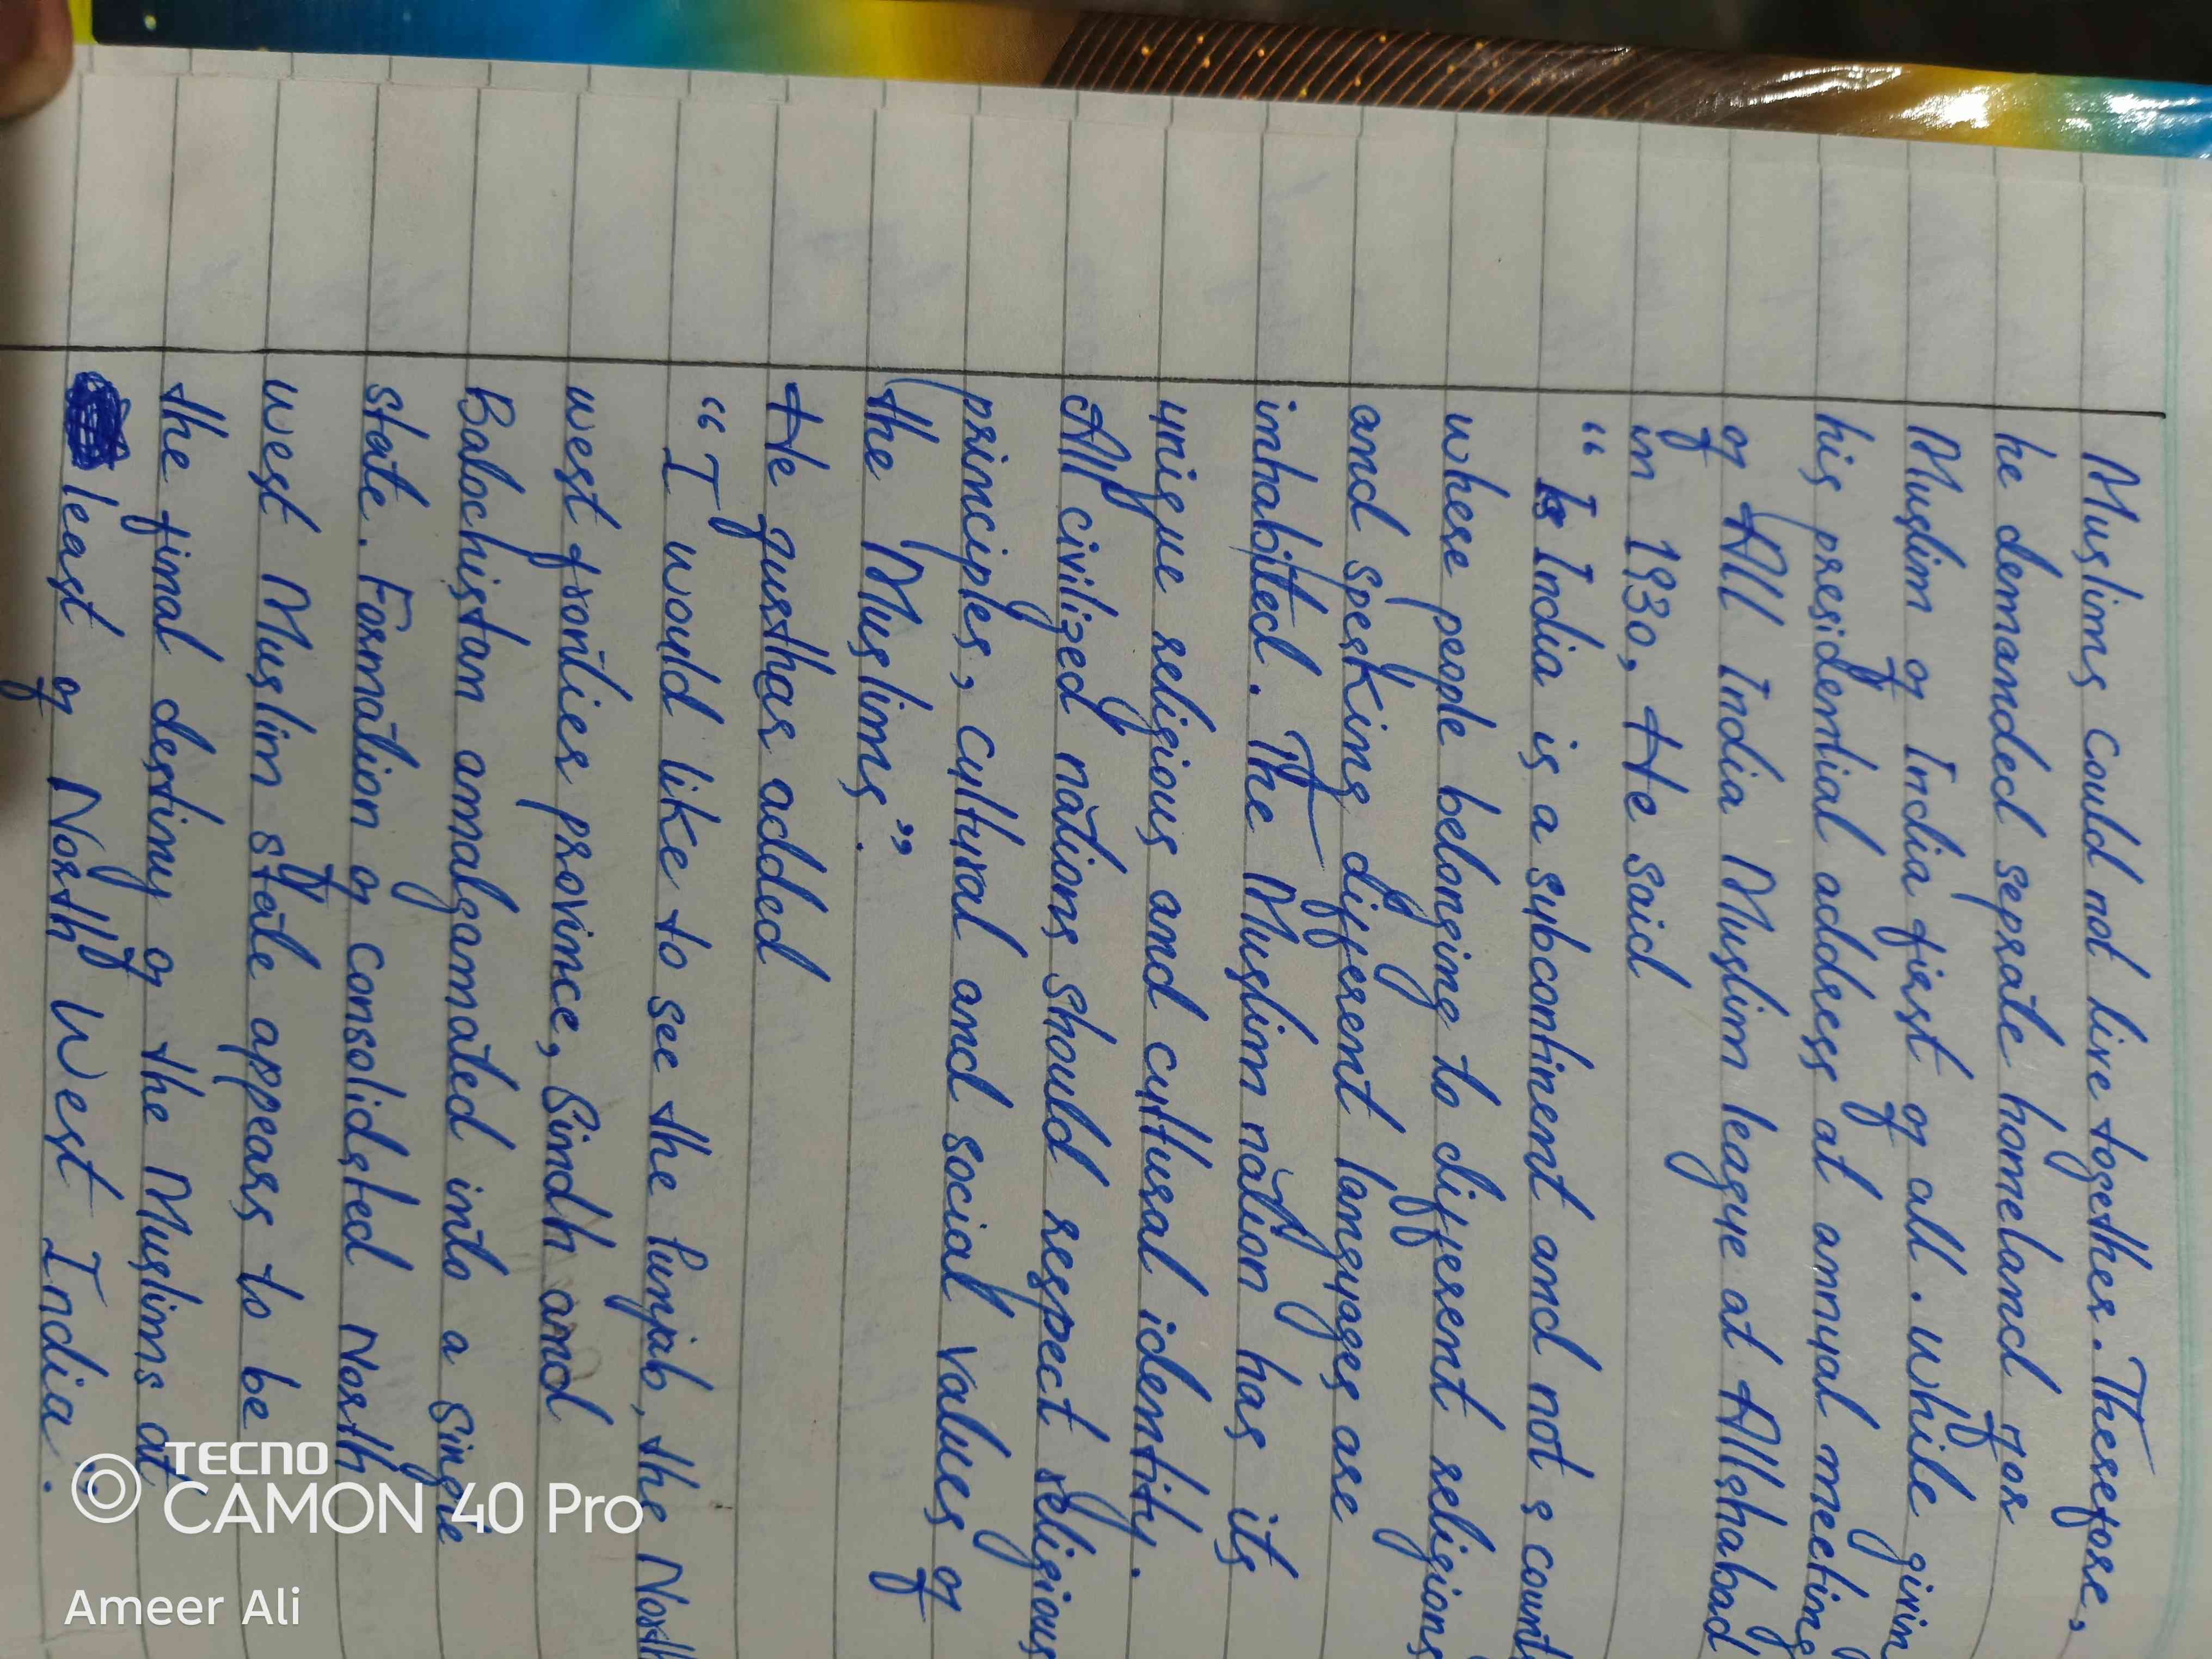 Muslims could not live together. Therefore,
he demanded seprate homeland for
Muslim of India first of all. While givin
his presidential address at annual meeting
of All India Muslim league at Allahabad
in 1930, He said
“ Is India is a subcontinent and not a count
where people belonging to different religions
and speaking different languages are
inhabited. The Muslim nation has its
unique religious and cultural identity.
All civilized nations should respect religious
principles, cultural and social values of
the Muslims”.
He furthar added
“I would like to see the Punjab, the North
west frontier province, Sindh and
Balochistan amalgamated into a single
state. Formation of consolidated North
west Muslim state appears to be
the final destiny of the Muslims at
least of North West India”.
TECNO
CAMON 40 Pro
Ameer Ali